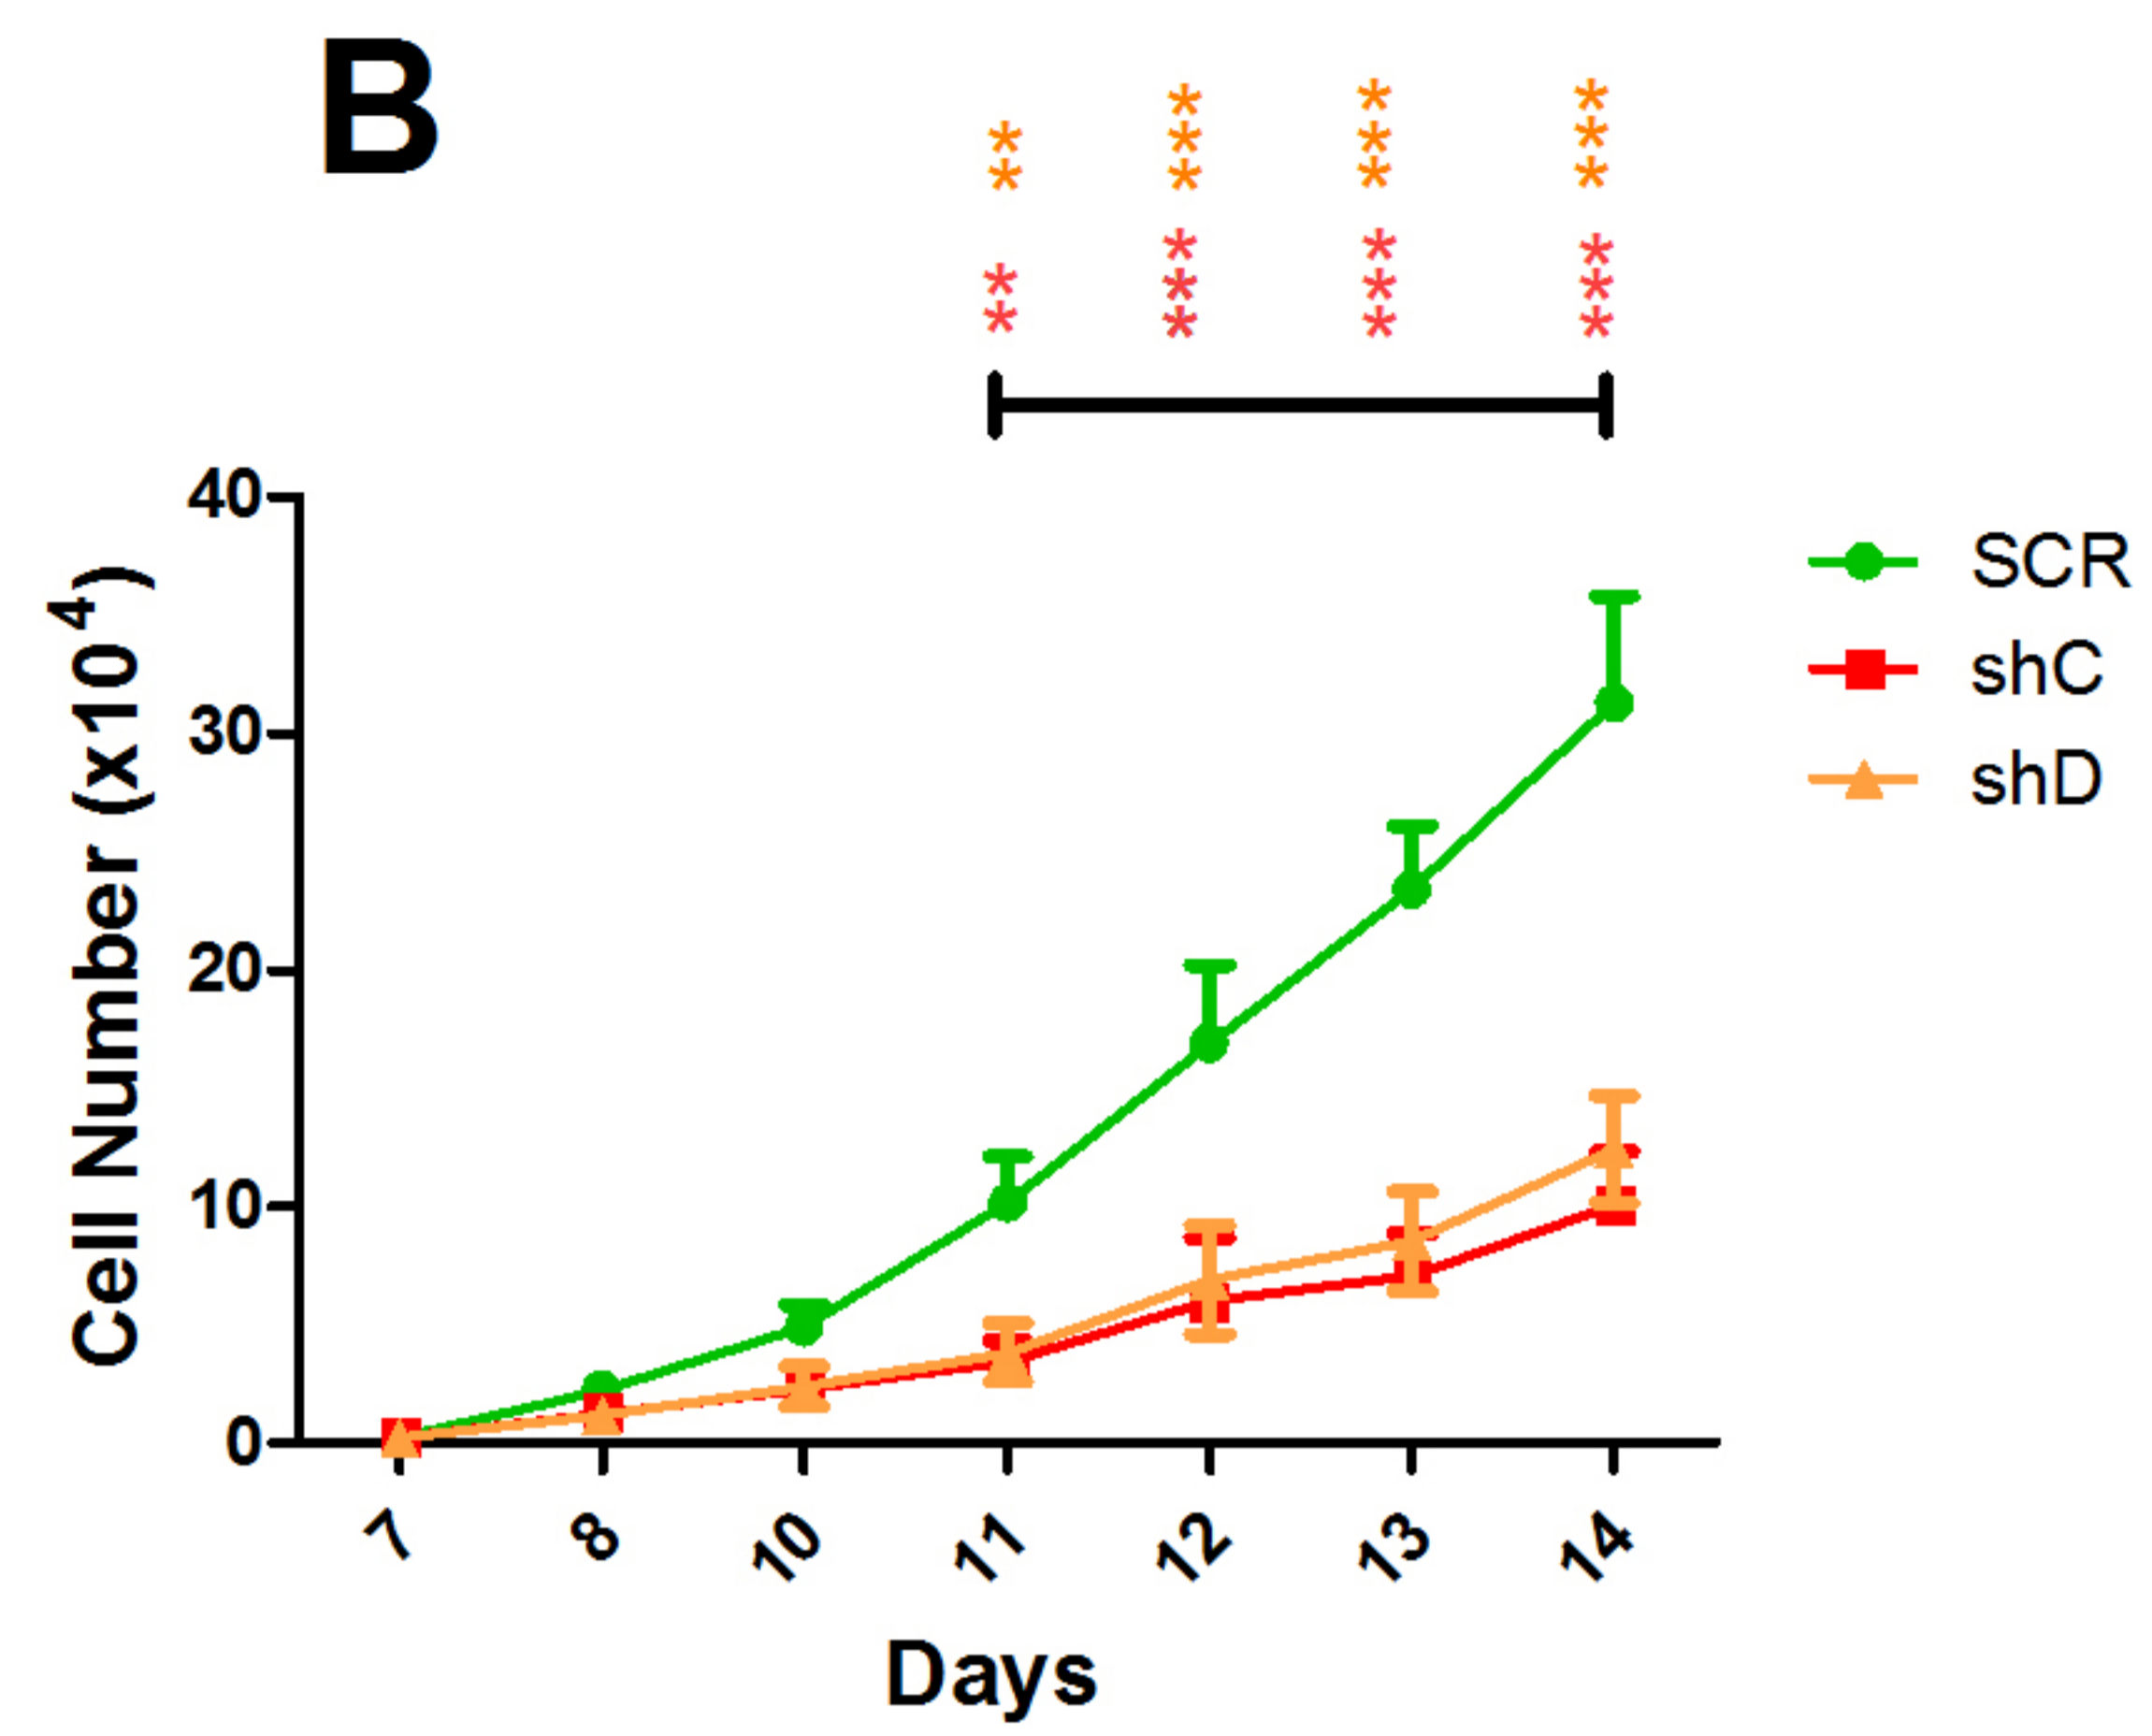 B
** *** *** ***
** *** *** ***
40
30
20
10
0
Cell Number (x10⁴)
SCR
shC
shD
7 8 10 11 12 13 14
Days